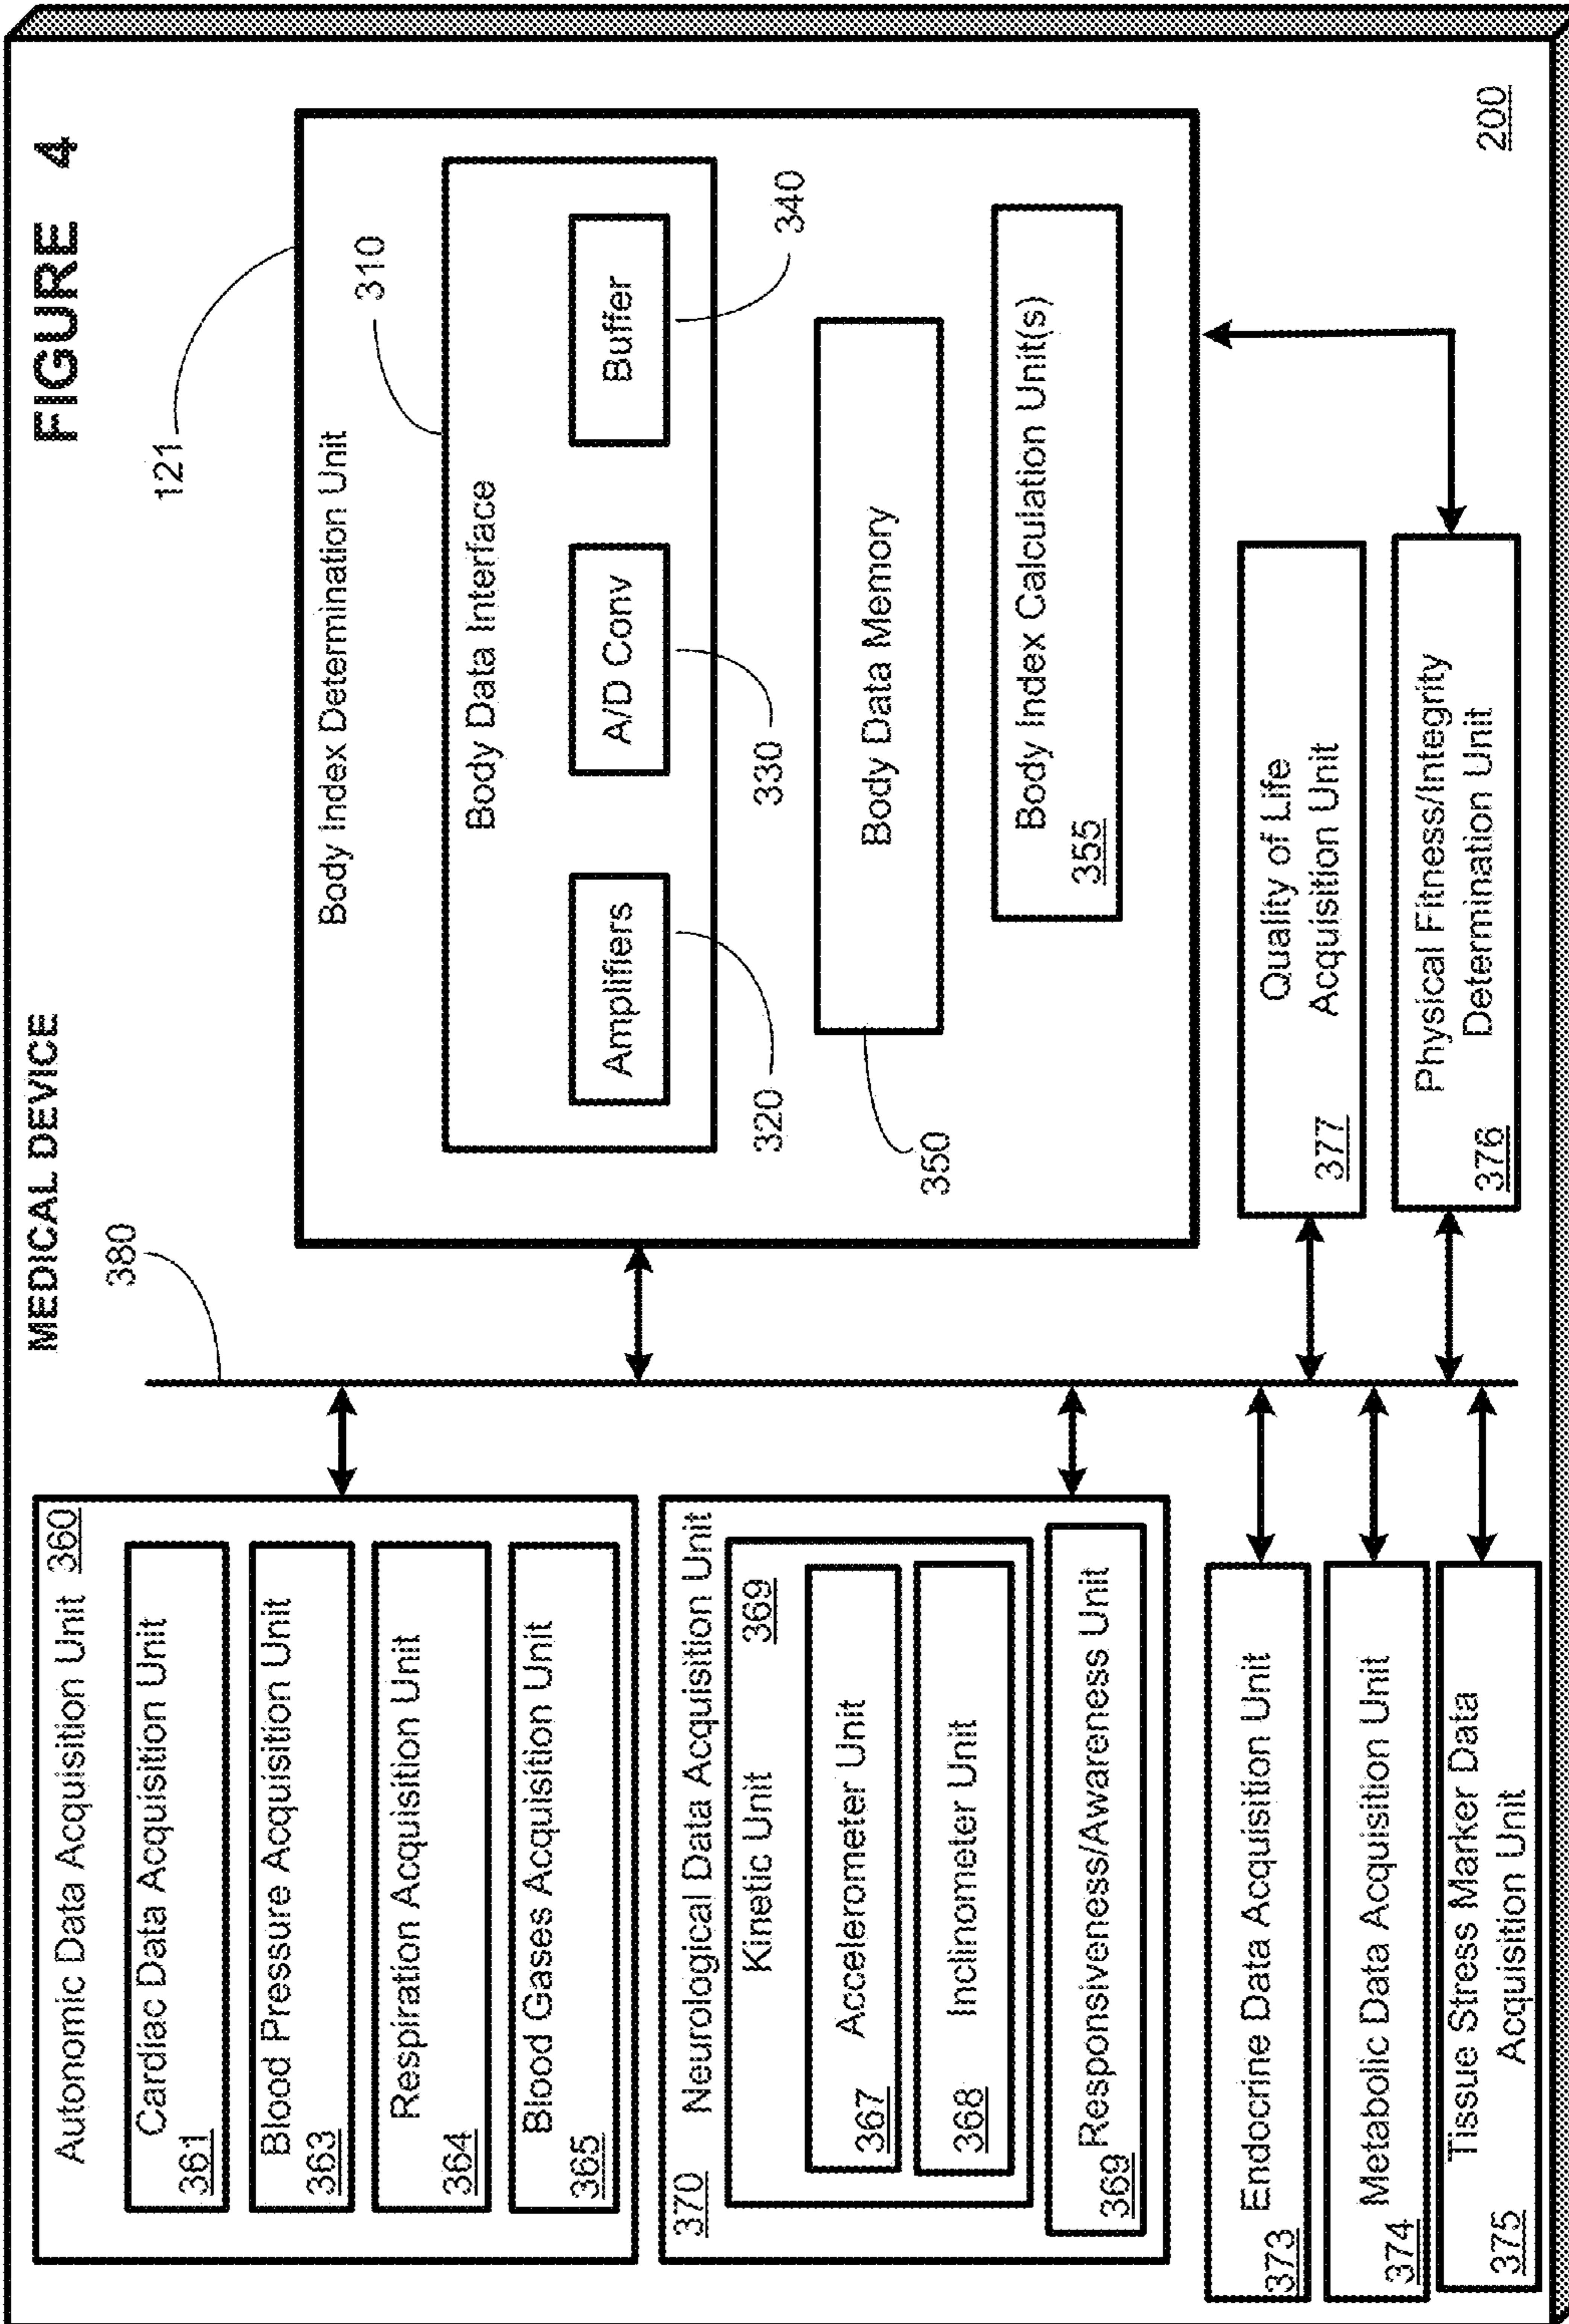 FIGURE 4
MEDICAL DEVICE
200
380
121
Autonomic Data Acquisition Unit 360
Cardiac Data Acquisition Unit
361
Blood Pressure Acquisition Unit
363
Respiration Acquisition Unit
364
Blood Gases Acquisition Unit
365
370
Neurological Data Acquisition Unit
Kinetic Unit 369
Accelerometer Unit
367
Inclinometer Unit
368
Responsiveness/Awareness Unit
369
Endocrine Data Acquisition Unit
373
Metabolic Data Acquisition Unit
374
Tissue Stress Marker Data
Acquisition Unit
375
Body Index Determination Unit
310
Body Data Interface
Amplifiers
A/D Conv
Buffer
320
330
340
Body Data Memory
350
Body Index Calculation Unit(s)
355
Quality of Life
Acquisition Unit
377
Physical Fitness/Integrity
Determination Unit
376